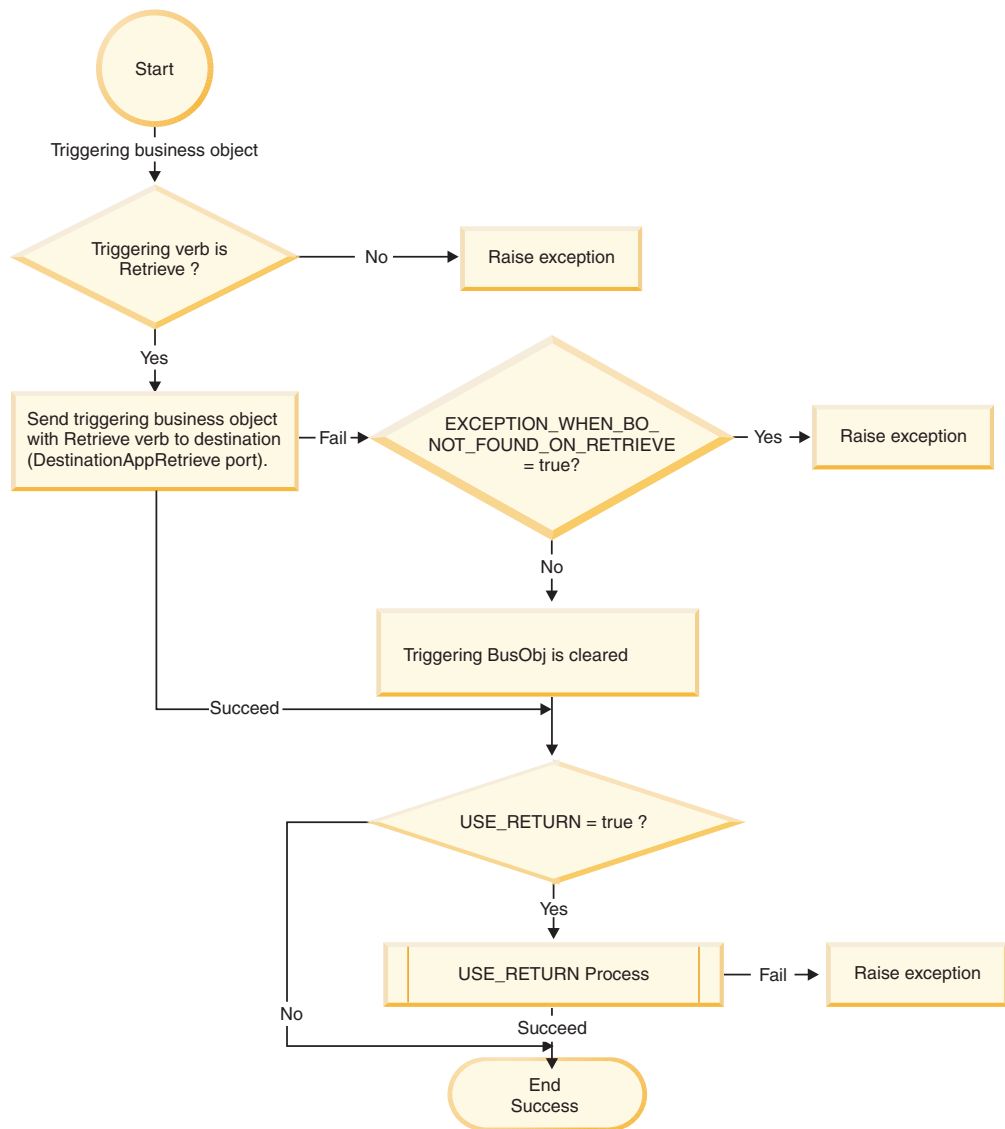 Start
Triggering business object
Triggering verb is
Retrieve ?
No
Raise exception
Yes
Send triggering business object
with Retrieve verb to destination
(DestinationAppRetrieve port).
Fail
EXCEPTION_WHEN_BO_
NOT_FOUND_ON_RETRIEVE
= true?
Yes
Raise exception
No
Triggering BusObj is cleared
Succeed
USE_RETURN = true ?
Yes
USE_RETURN Process
Fail
Raise exception
No
Succeed
End
Success